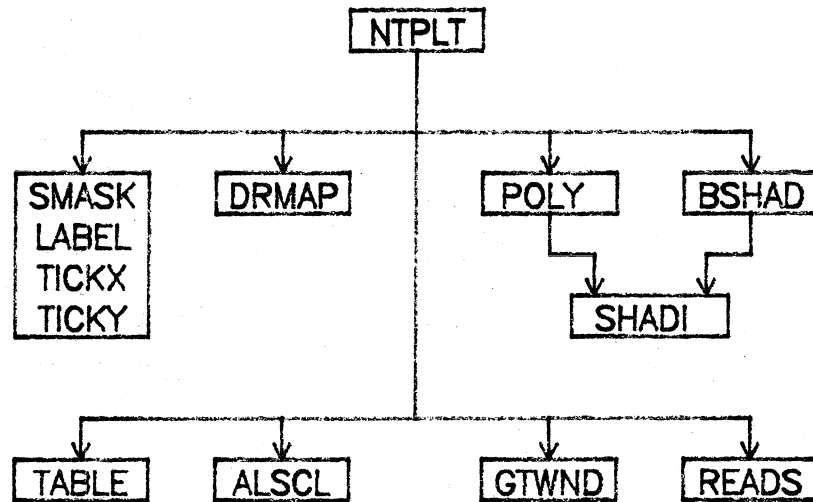 NTPLT
SMASK
LABEL
TICKX
TICKY
DRMAP
POLY
BSHAD
SHADI
TABLE
ALSCL
GTWND
READS